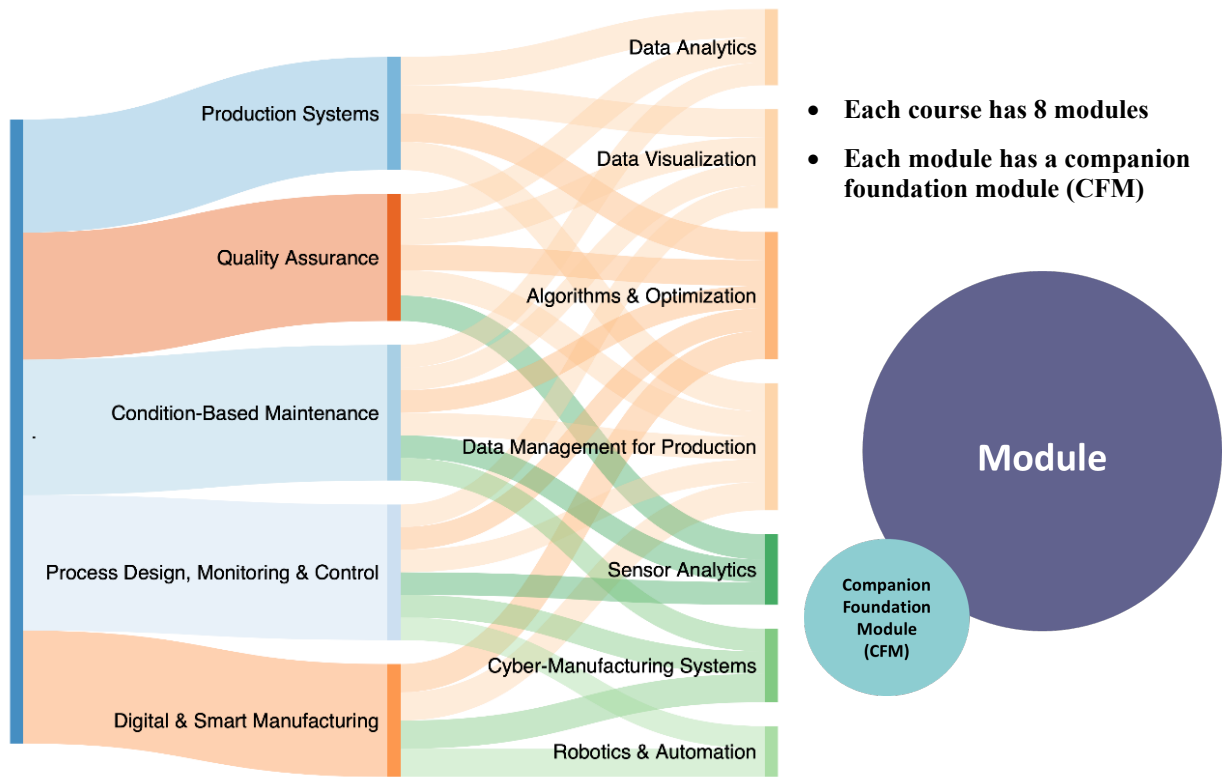 Production Systems
Quality Assurance
Condition-Based Maintenance
Process Design, Monitoring & Control
Digital & Smart Manufacturing
Data Analytics
Data Visualization
Algorithms & Optimization
Data Management for Production
Sensor Analytics
Cyber-Manufacturing Systems
Robotics & Automation
• Each course has 8 modules
• Each module has a companion
foundation module (CFM)
Module
Companion
Foundation
Module
(CFM)